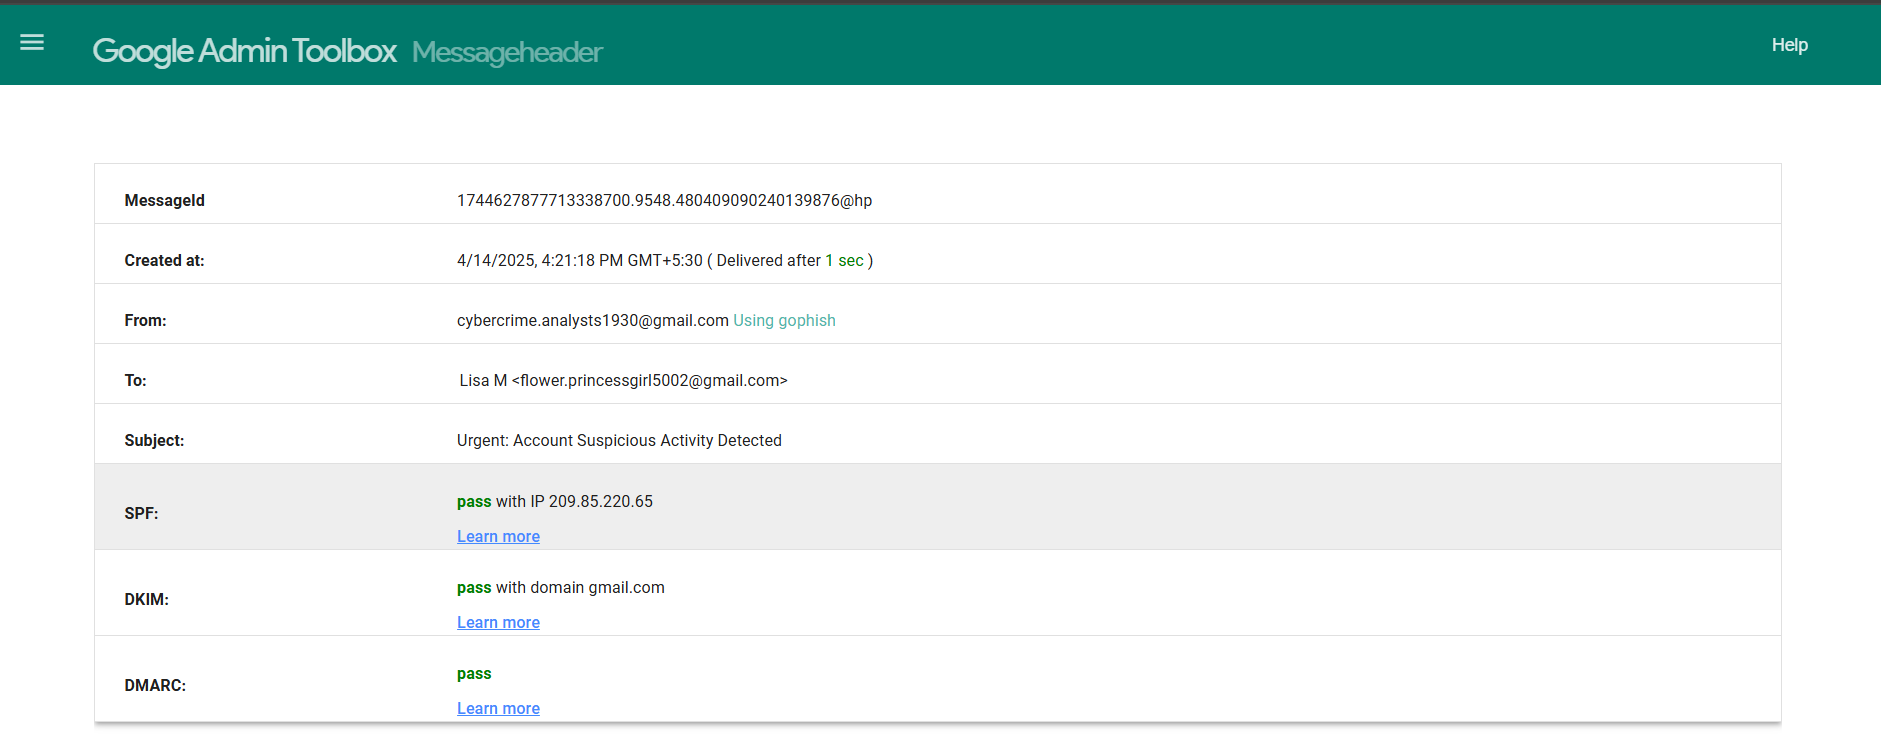 Google Admin Toolbox Messageheader
Help
MessageId 1744627877713338700.9548.480409090240139876@hp
Created at: 4/14/2025, 4:21:18 PM GMT+5:30 ( Delivered after 1 sec )
From: cybercrime.analysts1930@gmail.com Using gophish
To: Lisa M <flower.princessgirl5002@gmail.com>
Subject: Urgent: Account Suspicious Activity Detected
SPF: pass with IP 209.85.220.65
Learn more
DKIM: pass with domain gmail.com
Learn more
DMARC: pass
Learn more